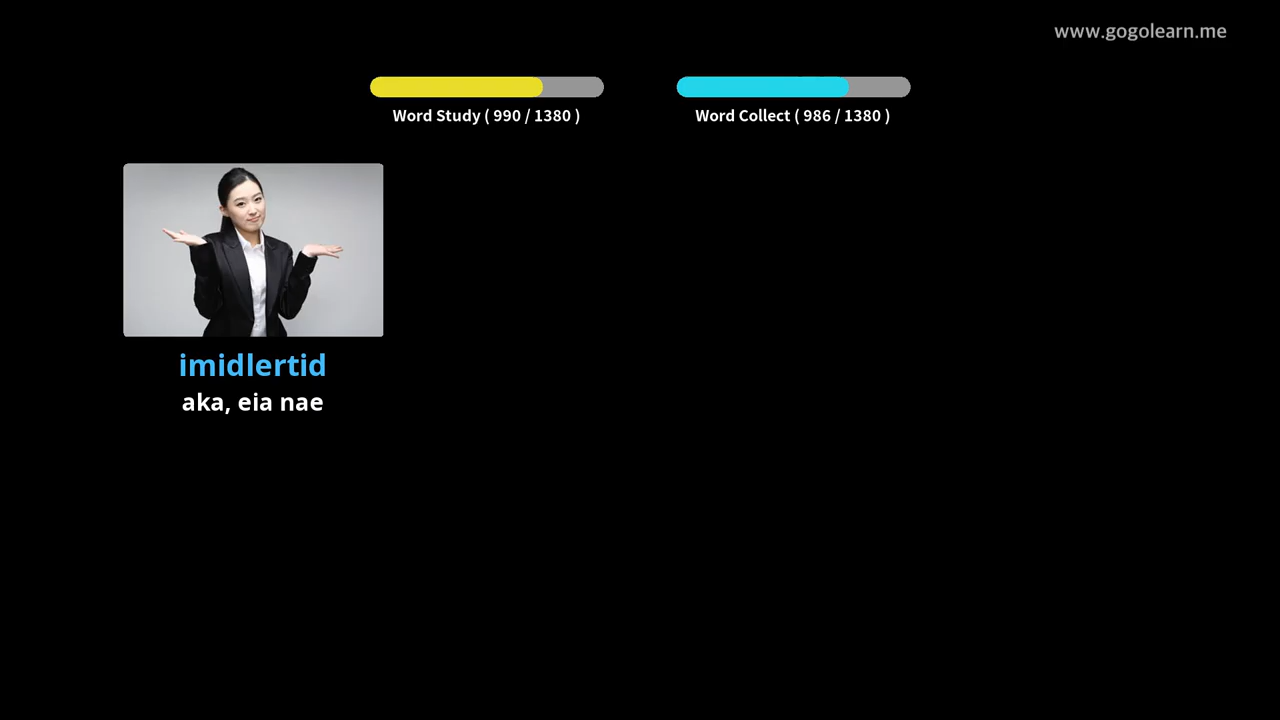 www.gogolearn.me
Word Study ( 990 / 1380 )
Word Collect ( 986 / 1380 )
imidlertid
aka, eia nae